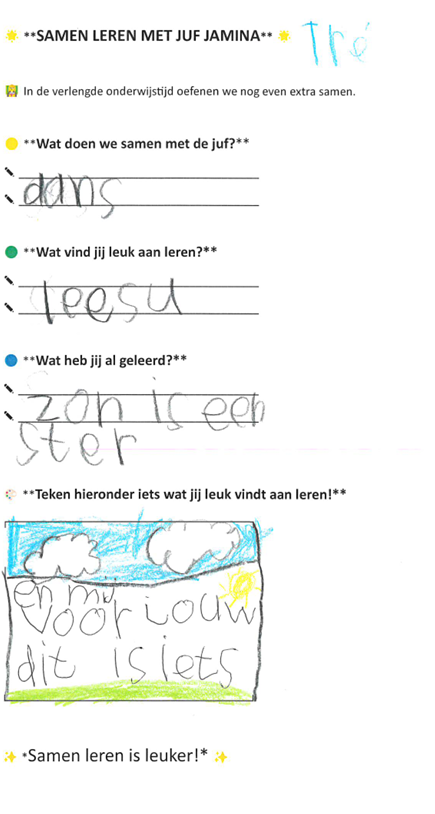 **SAMEN LEREN MET JUF JAMINA**
Tré
In de verlengde onderwijstijd oefenen we nog even extra samen.
**Wat doen we samen met de juf?**
dans
**Wat vind jij leuk aan leren?**
leesu
**Wat heb jij al geleerd?**
zon is een
ster
**Teken hieronder iets wat jij leuk vindt aan leren!**
en mij
voor jouw
dit is iets
*Samen leren is leuker!*